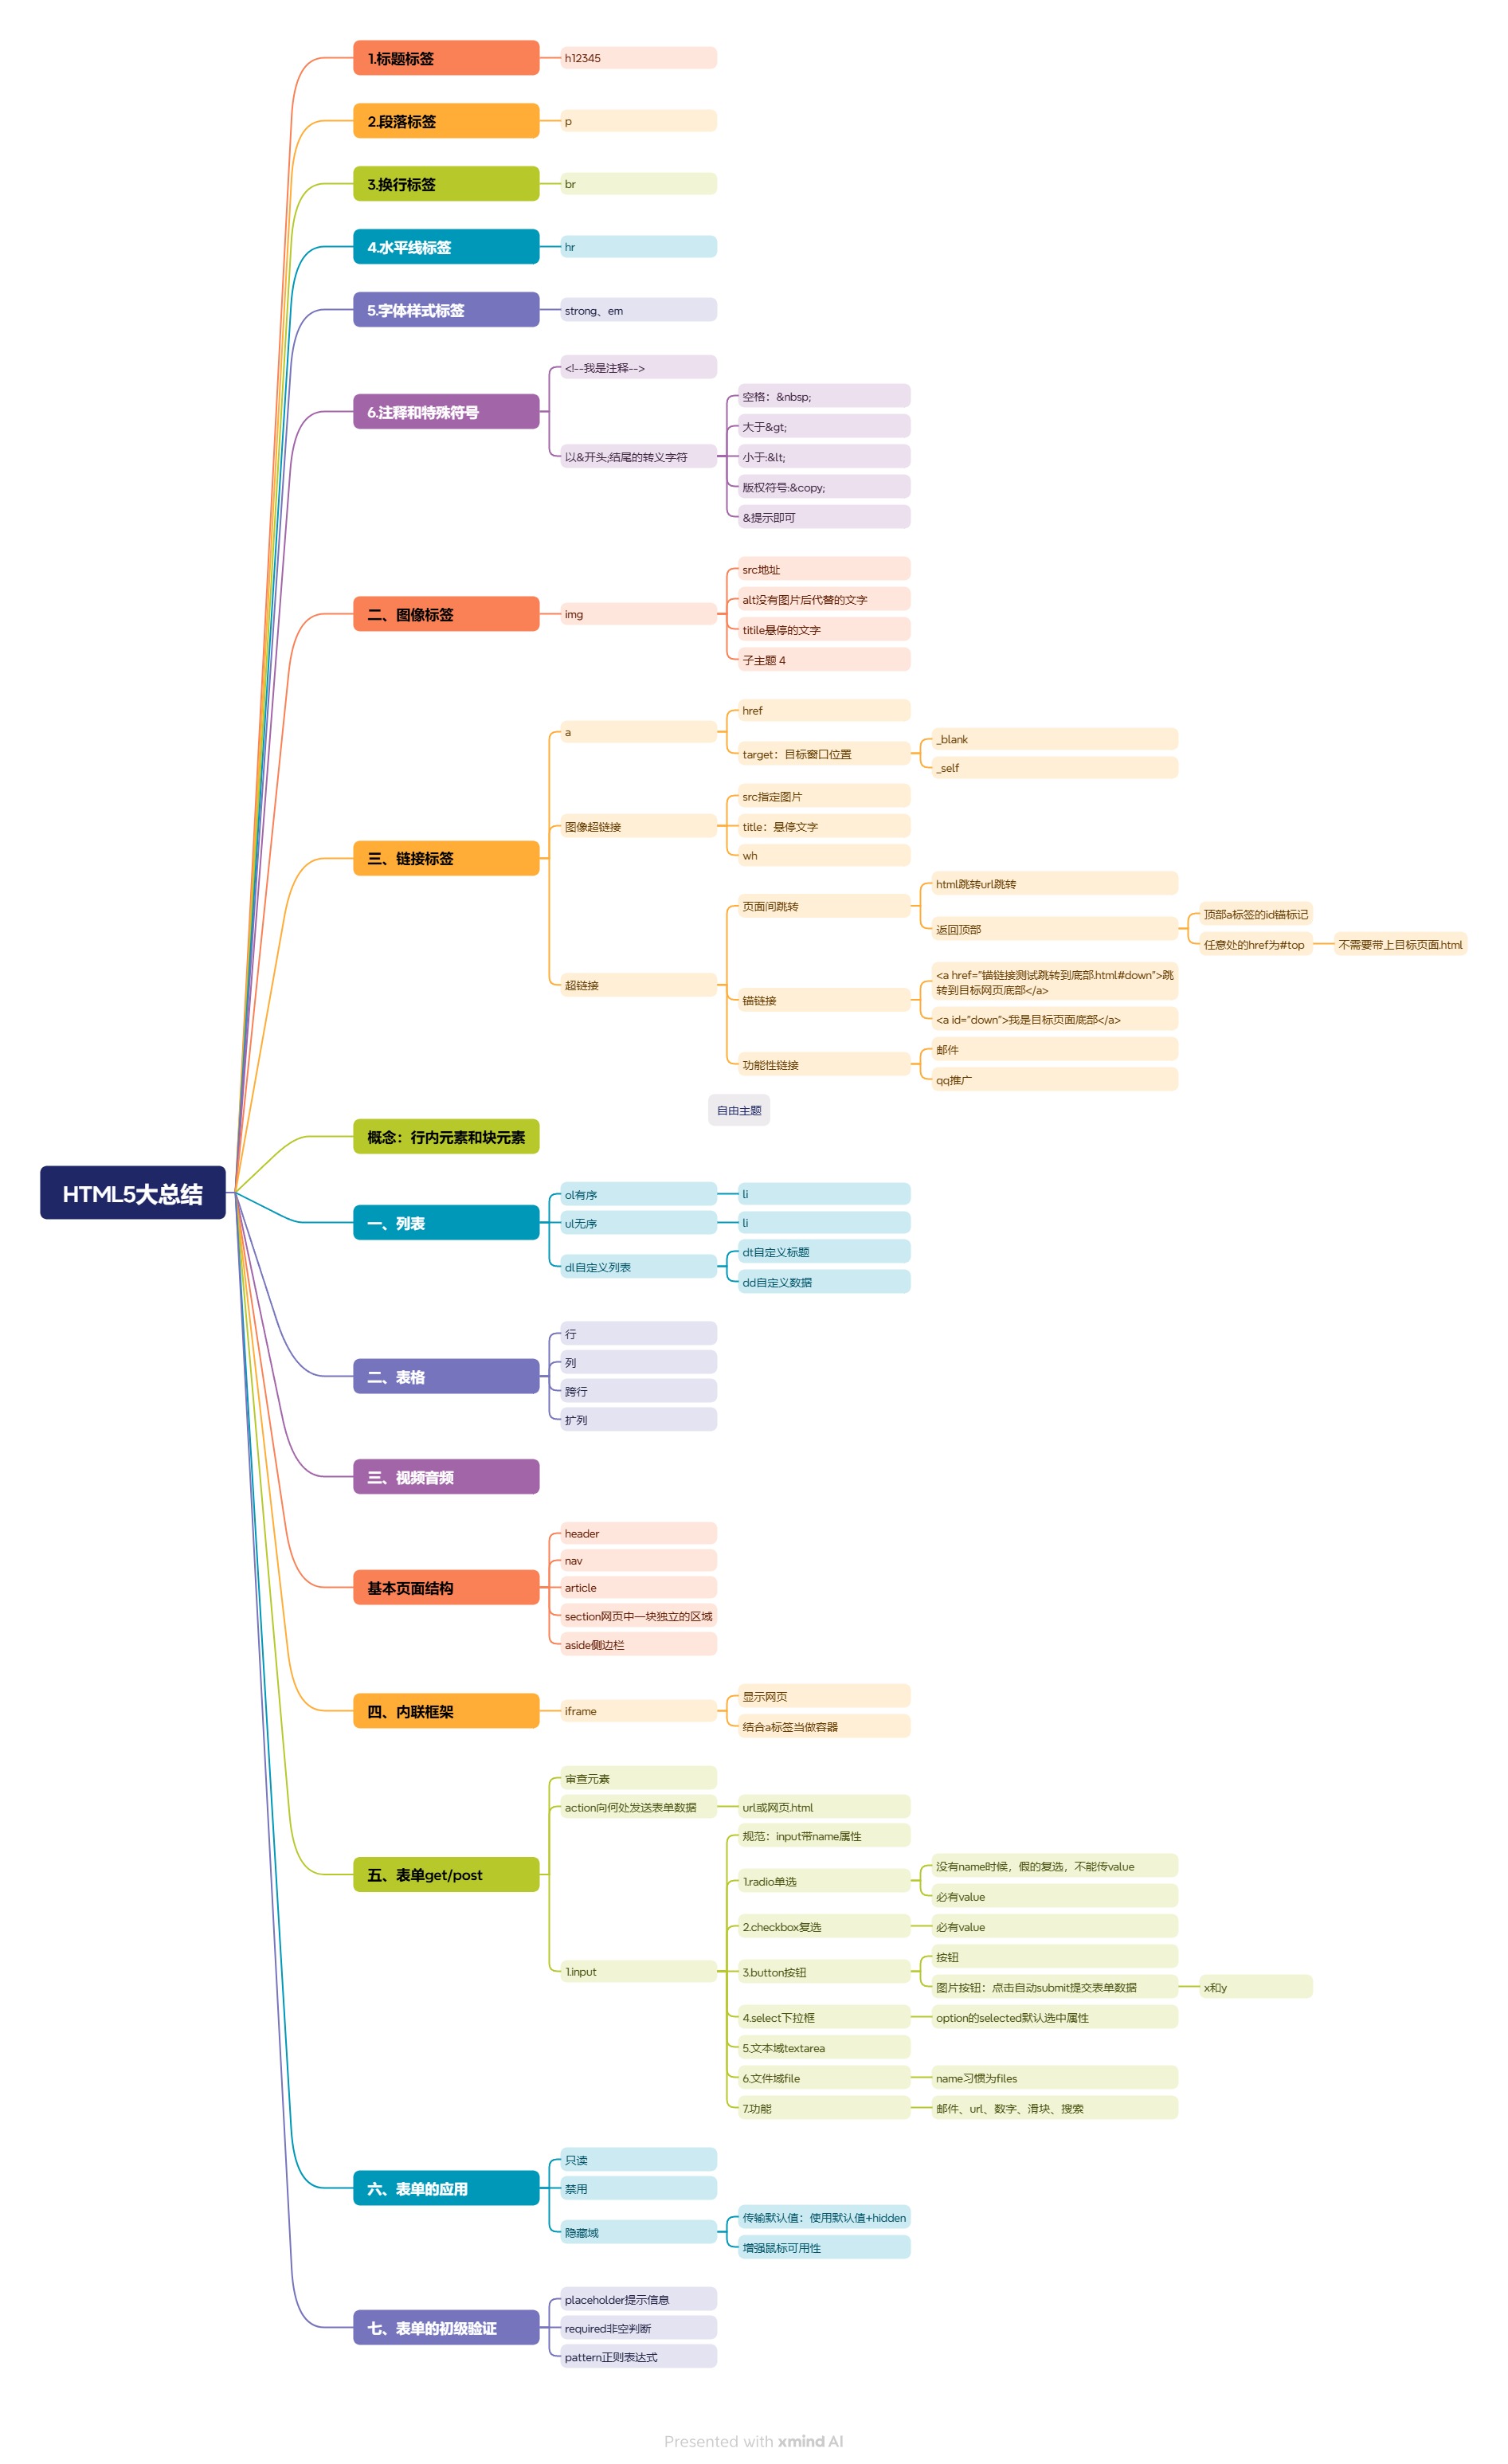 HTML5大总结
1.标题标签
h12345
2.段落标签
p
3.换行标签
br
4.水平线标签
hr
5.字体样式标签
strong、em
6.注释和特殊符号
<!--我是注释-->
以&开头;结尾的转义字符
空格：&nbsp;
大于&gt;
小于:&lt;
版权符号:&copy;
&提示即可
二、图像标签
img
src地址
alt没有图片后代替的文字
titile悬停的文字
子主题 4
三、链接标签
a
href
target：目标窗口位置
_blank
_self
图像超链接
src指定图片
title：悬停文字
wh
超链接
页面间跳转
html跳转url跳转
返回顶部
顶部a标签的id锚标记
任意处的href为#top
不需要带上目标页面.html
锚链接
<a href="锚链接测试跳转到底部.html#down">跳
转到目标网页底部</a>
<a id="down">我是目标页面底部</a>
功能性链接
邮件
qq推广
自由主题
概念：行内元素和块元素
一、列表
ol有序
li
ul无序
li
dl自定义列表
dt自定义标题
dd自定义数据
二、表格
行
列
跨行
扩列
三、视频音频
基本页面结构
header
nav
article
section网页中一块独立的区域
aside侧边栏
四、内联框架
iframe
显示网页
结合a标签当做容器
五、表单get/post
审查元素
action向何处发送表单数据
url或网页.html
1.input
规范：input带name属性
1.radio单选
没有name时候，假的复选，不能传value
必有value
2.checkbox复选
必有value
3.button按钮
按钮
图片按钮：点击自动submit提交表单数据
x和y
4.select下拉框
option的selected默认选中属性
5.文本域textarea
6.文件域file
name习惯为files
7.功能
邮件、url、数字、滑块、搜索
六、表单的应用
只读
禁用
隐藏域
传输默认值：使用默认值+hidden
增强鼠标可用性
七、表单的初级验证
placeholder提示信息
required非空判断
pattern正则表达式
Presented with xmind AI